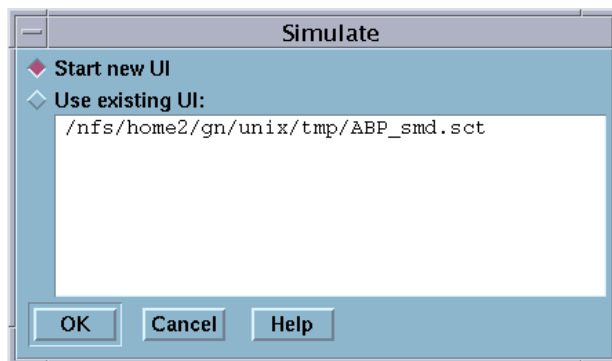 Simulate
Start new UI
Use existing UI:
/nfs/home2/gn/unix/tmp/ABP_smd.sct
OK Cancel Help